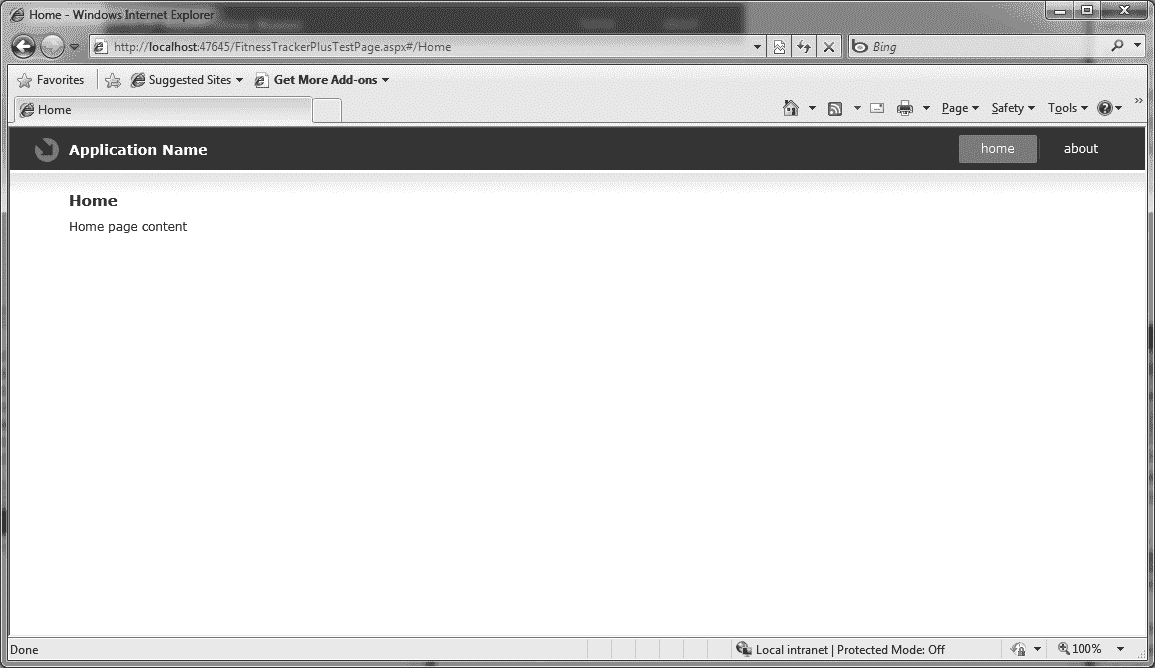 Home - Windows Internet Explorer
http://localhost:47645/FitnessTrackerPlusTestPage.aspx#/Home
Bing
Favorites Suggested Sites Get More Add-ons
Home
Page Safety Tools
Application Name home about
Home
Home page content
Done Local intranet | Protected Mode: Off 100%